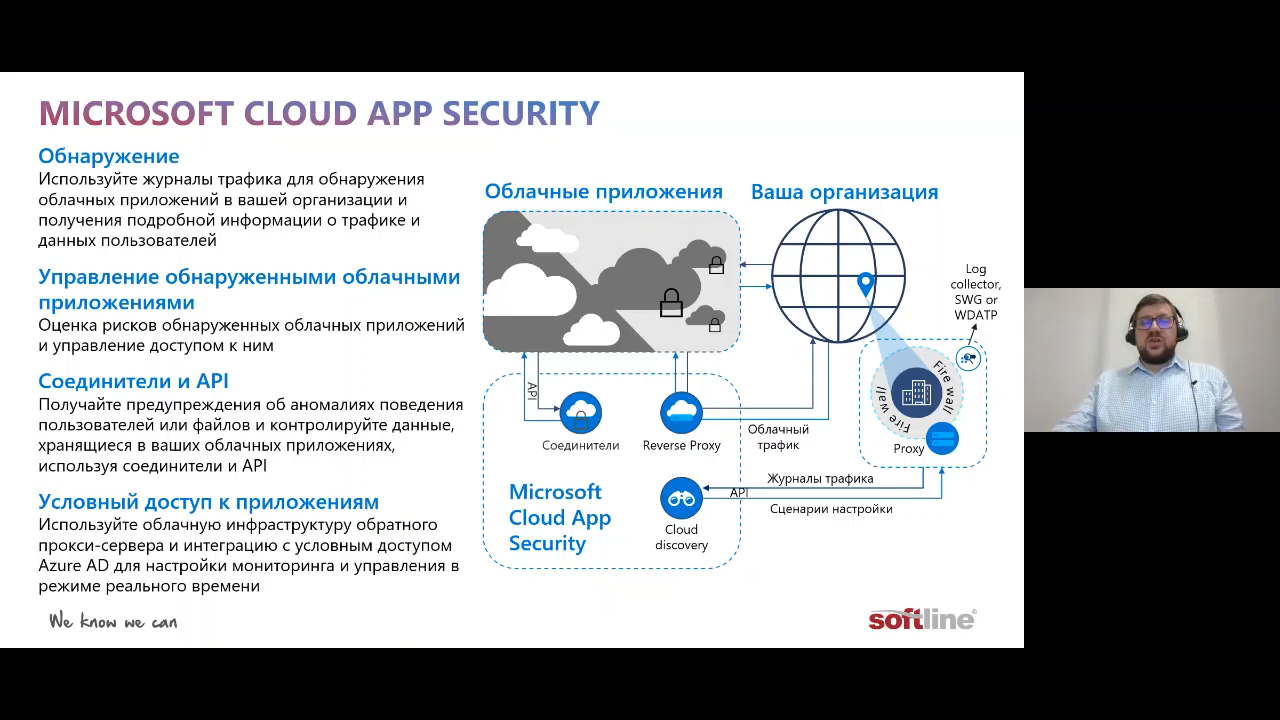 MICROSOFT CLOUD APP SECURITY
Обнаружение
Используйте журналы трафика для обнаружения
облачных приложений в вашей организации и
получения подробной информации о трафике и
данных пользователей
Управление обнаруженными облачными
приложениями
Оценка рисков обнаруженных облачных приложений
и управление доступом к ним
Соединители и API
Получайте предупреждения об аномалиях поведения
пользователей или файлов и контролируйте данные,
хранящиеся в ваших облачных приложениях,
используя соединители и API
Условный доступ к приложениям
Используйте облачную инфраструктуру обратного
прокси-сервера и интеграцию с условным доступом
Azure AD для настройки мониторинга и управления в
режиме реального времени
Облачные приложения
Ваша организация
Log
collector,
SWG or
WDATP
Fire wall
Fire wall
Proxy
API
Соединители
Reverse Proxy
Облачный
трафик
Журналы трафика
API
Сценарии настройки
Microsoft
Cloud App
Security
Cloud
discovery
We know we can
softline®